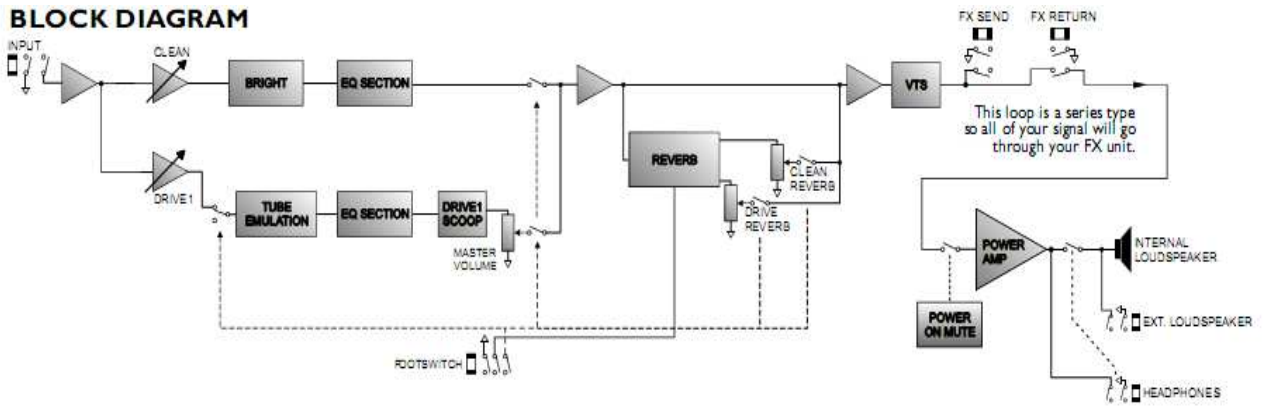 BLOCK DIAGRAM
INPUT
CLEAN
BRIGHT
EQ SECTION
DRIVE1
TUBE
EMULATION
EQ SECTION
DRIVE1
SCOOP
MASTER
VOLUME
REVERB
CLEAN
REVERB
DRIVE
REVERB
FOOTSWITCH
VTS
FX SEND
FX RETURN
This loop is a series type
so all of your signal will go
through your FX unit.
POWER
AMP
POWER
ON MUTE
INTERNAL
LOUDSPEAKER
EXT. LOUDSPEAKER
HEADPHONES